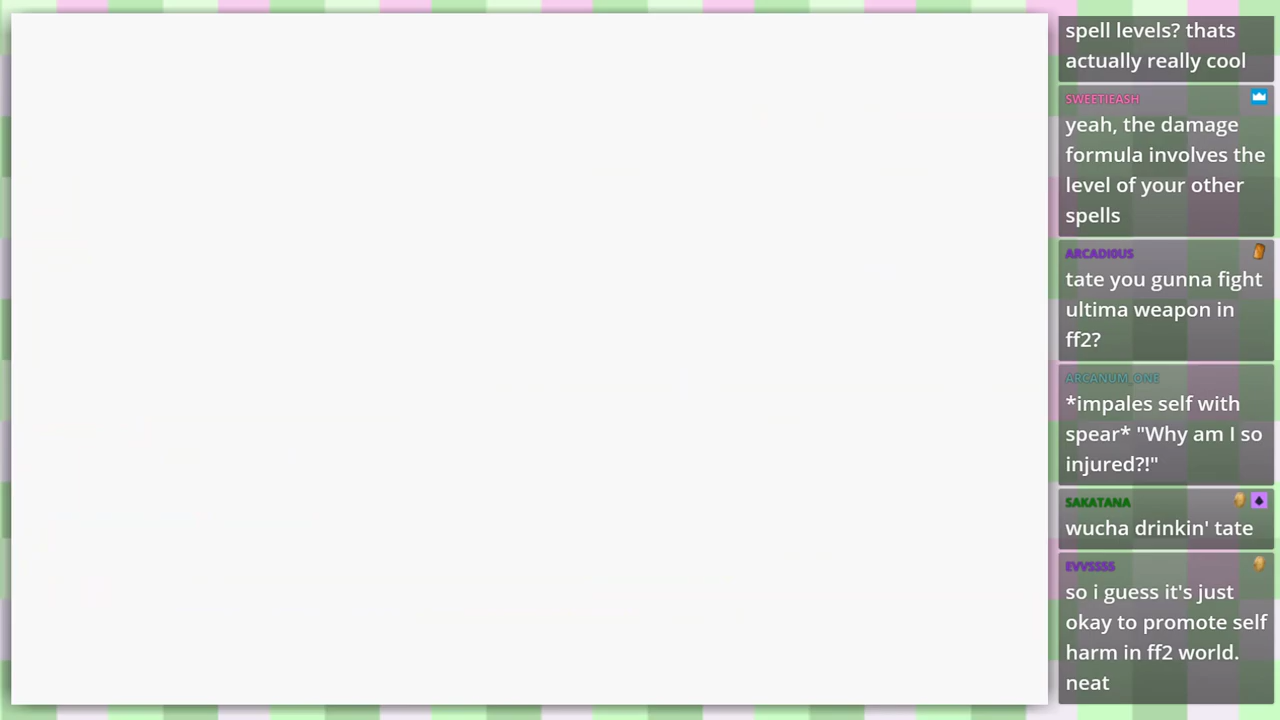 spell levels? thats
actually really cool
SWEETIEASH
yeah, the damage
formula involves the
level of your other
spells
ARCADI0US
tate you gunna fight
ultima weapon in
ff2?
ARCANUM_ONE
*impales self with
spear* "Why am I so
injured?!"
SAKATANA
wucha drinkin' tate
EVVSSSS
so i guess it's just
okay to promote self
harm in ff2 world.
neat